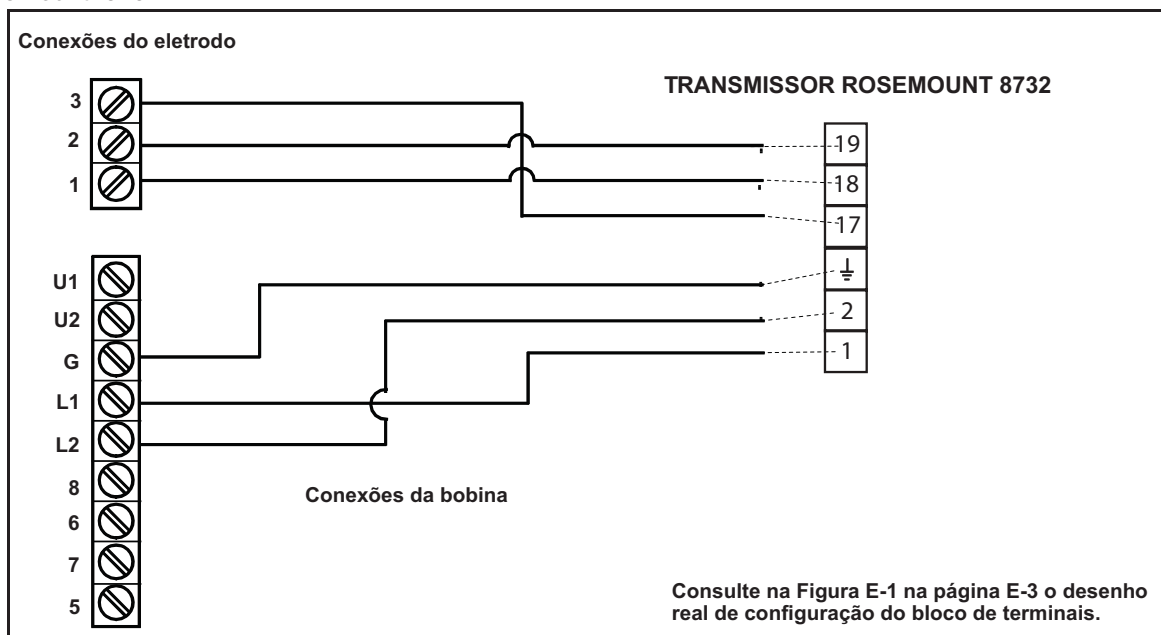 Conexões do eletrodo
TRANSMISSOR ROSEMOUNT 8732
3
2
1
19
18
17
2
1
U1
U2
G
L1
L2
8
6
7
5
Conexões da bobina
Consulte na Figura E-1 na página E-3 o desenho
real de configuração do bloco de terminais.